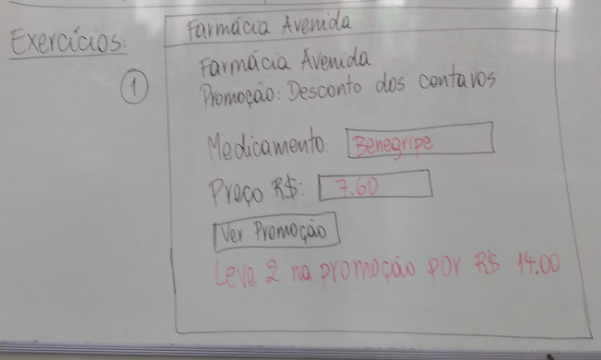 Exercícios:
1
Farmácia Avenida
Farmácia Avenida
Promoção: Desconto dos centavos
Medicamento: Benegripe
Preço R$: 7.60
Ver Promoção
Leve 2 na promoção por R$ 14.00